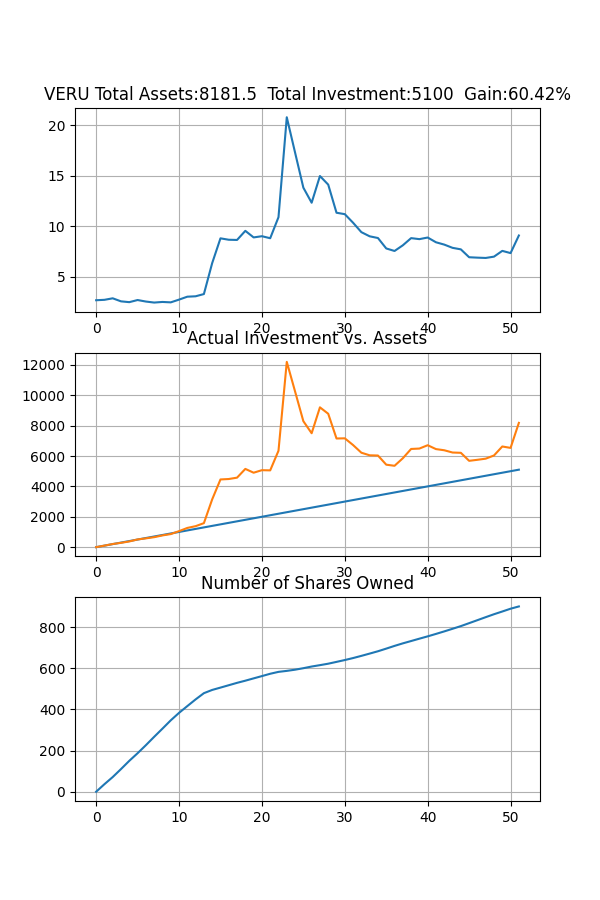 VERU Total Assets:8181.5  Total Investment:5100  Gain:60.42%
20
15
10
5
0 10 20 30 40 50
Actual Investment vs. Assets
12000
10000
8000
6000
4000
2000
0
0 10 20 30 40 50
Number of Shares Owned
800
600
400
200
0
0 10 20 30 40 50